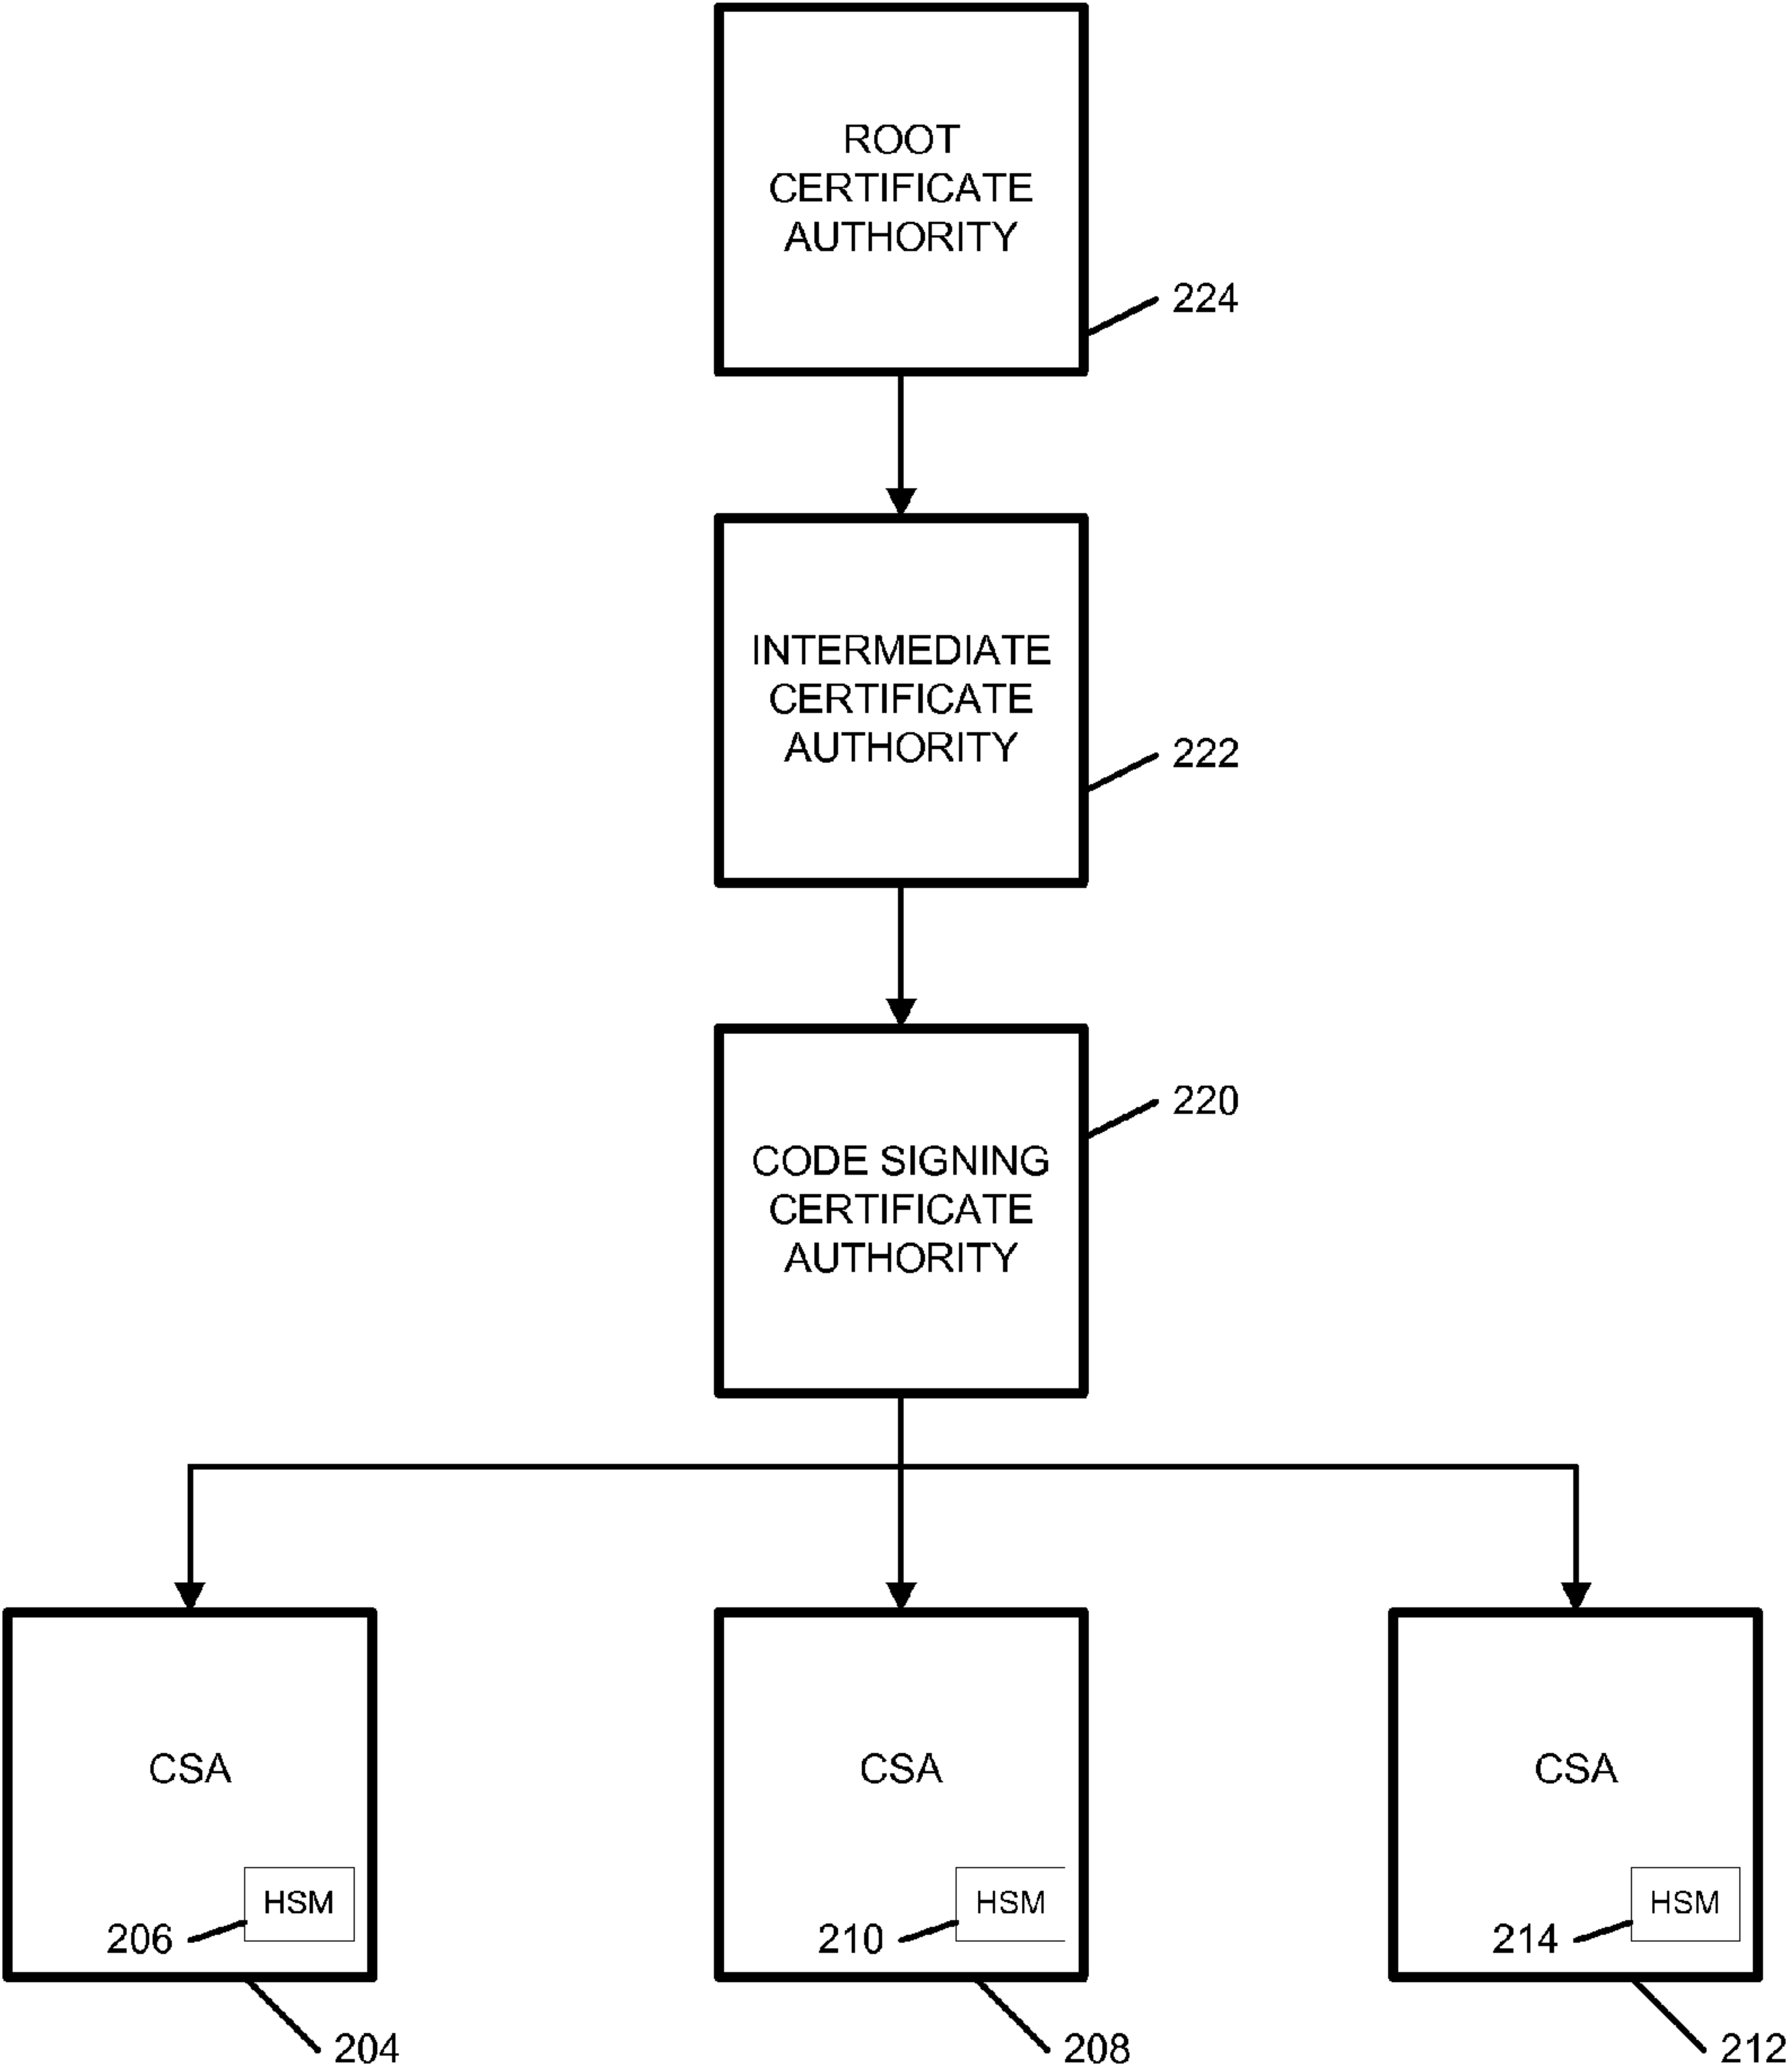 ROOT
CERTIFICATE
AUTHORITY
224
INTERMEDIATE
CERTIFICATE
AUTHORITY
222
220
CODE SIGNING
CERTIFICATE
AUTHORITY
CSA
HSM
206
204
CSA
HSM
210
208
CSA
HSM
214
212